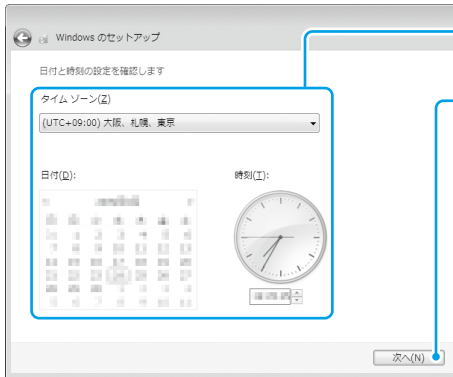 Windows のセットアップ
日付と時刻の設定を確認します
タイム ゾーン(Z)
(UTC+09:00) 大阪、札幌、東京
日付(D):
時刻(T):
次へ(N)